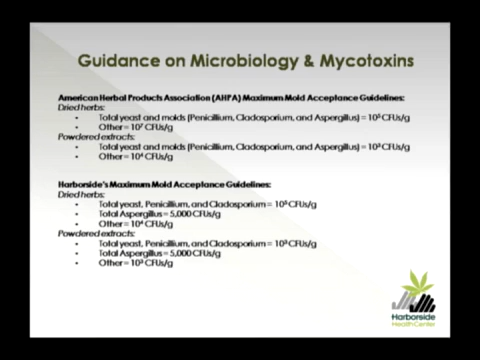 Guidance on Microbiology & Mycotoxins
American Herbal Products Association (AHPA) Maximum Mold Acceptance Guidelines:
Dried herbs:
• Total yeast and molds (Penicillium, Cladosporium, and Aspergillus) = 10⁵ CFUs/g
• Other = 10⁷ CFUs/g
Powdered extracts:
• Total yeast and molds (Penicillium, Cladosporium, and Aspergillus) = 10³ CFUs/g
• Other = 10⁴ CFUs/g
Harborside's Maximum Mold Acceptance Guidelines:
Dried herbs:
• Total yeast, Penicillium, and Cladosporium = CFUs/g
• Total Aspergillus = 5,000 CFUs/g
• Other = 10⁴ CFUs/g
Powdered extracts:
• Total yeast, Penicillium, and Cladosporium = 10³ CFUs/g
• Total Aspergillus = 5,000 CFUs/g
• Other = 10³ CFUs/g
Harborside
HealthCenter